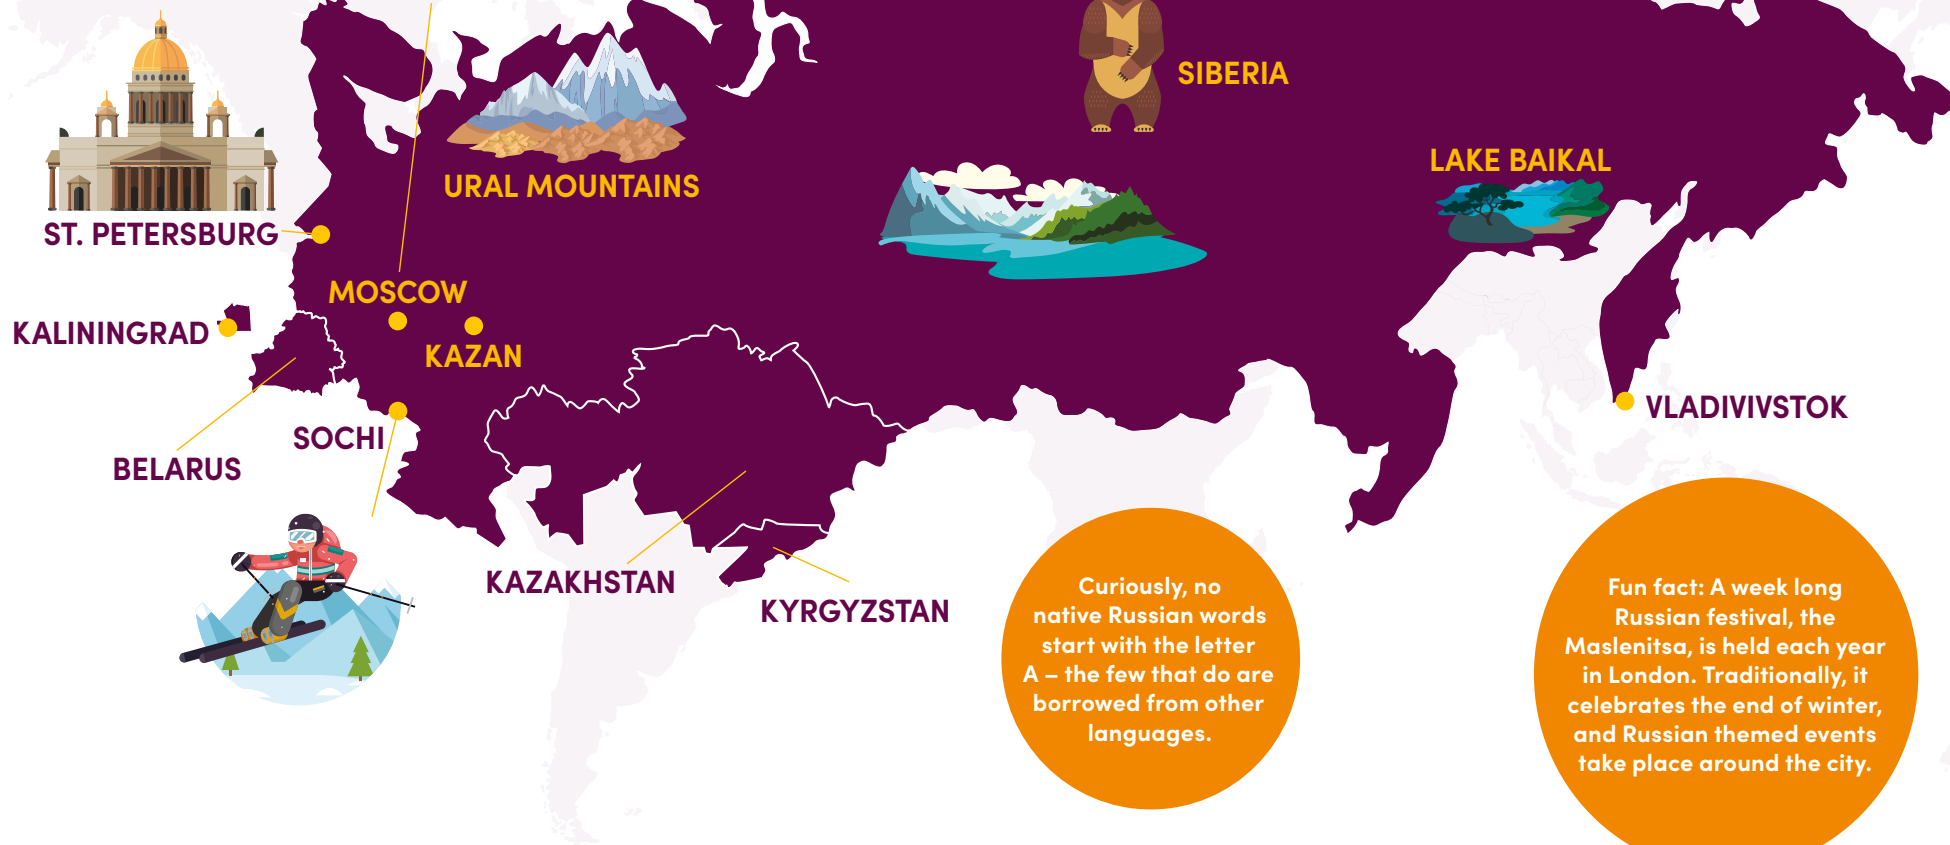 SIBERIA
LAKE BAIKAL
URAL MOUNTAINS
ST. PETERSBURG
MOSCOW
KALININGRAD
KAZAN
VLADIVIVSTOK
SOCHI
BELARUS
KAZAKHSTAN
KYRGYZSTAN
Curiously, no
native Russian words
start with the letter
A – the few that do are
borrowed from other
languages.
Fun fact: A week long
Russian festival, the
Maslenitsa, is held each year
in London. Traditionally, it
celebrates the end of winter,
and Russian themed events
take place around the city.